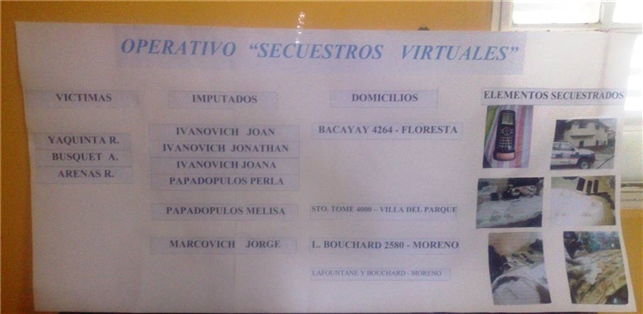 OPERATIVO "SECUESTROS VIRTUALES"
VICTIMAS IMPUTADOS DOMICILIOS ELEMENTOS SECUESTRADOS
YAQUINTA R.
BUSQUET A.
ARENAS R.
IVANOVICH JOAN
IVANOVICH JONATHAN
IVANOVICH JOANA
PAPADOPULOS PERLA
BACAYAY 4264 - FLORESTA
PAPADOPULOS MELISA STO. TOME 4000 - VILLA DEL PARQUE
MARCOVICH JORGE L. BOUCHARD 2580 - MORENO
LAFOUSTANE Y BOUCHARD - MORENO